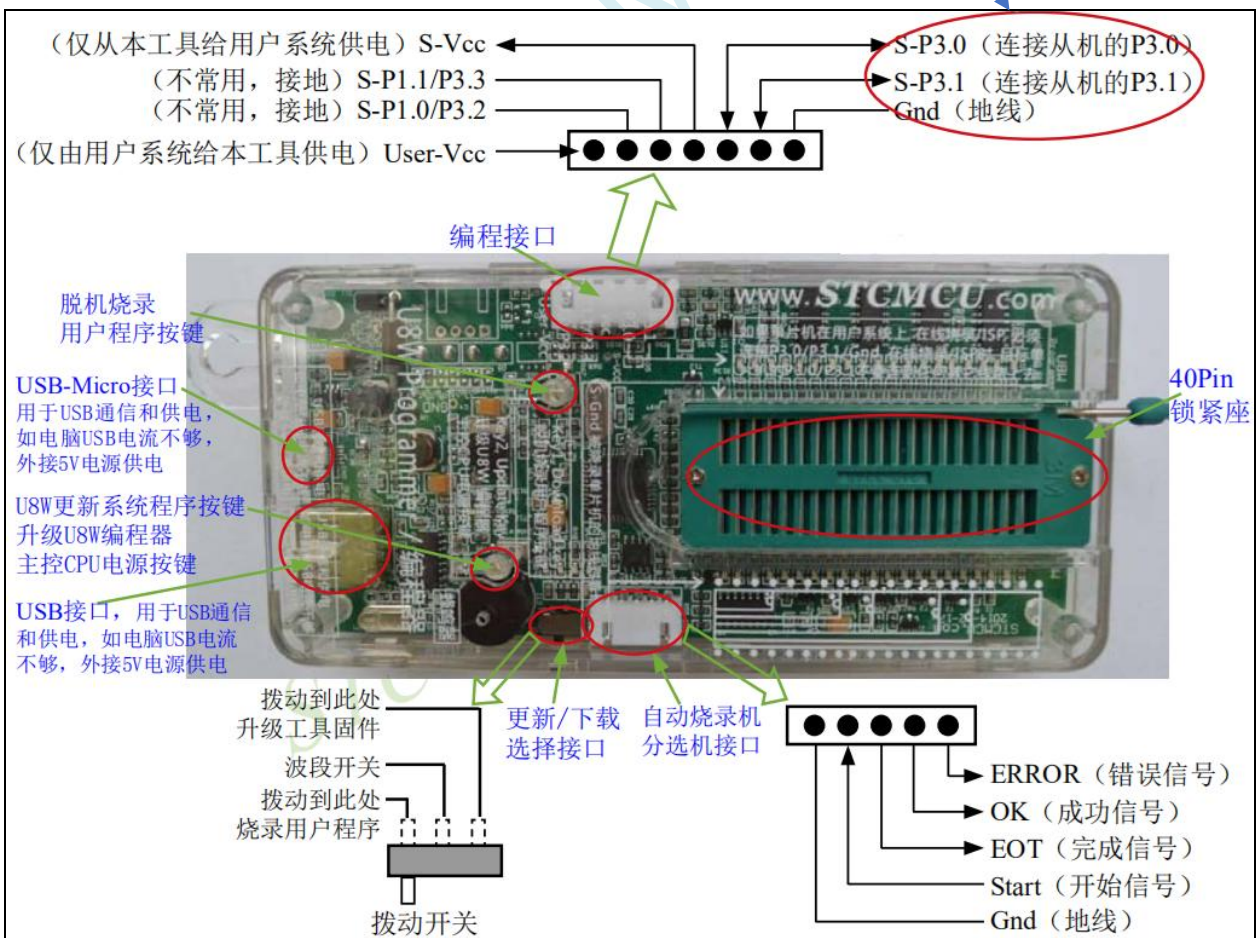 （仅从本工具给用户系统供电）S-Vcc
（不常用，接地）S-P1.1/P3.3
（不常用，接地）S-P1.0/P3.2
（仅由用户系统给本工具供电）User-Vcc
S-P3.0（连接从机的P3.0）
S-P3.1（连接从机的P3.1）
Gnd（地线）
编程接口
脱机烧录
用户程序按键
USB-Micro接口
用于USB通信和供电，
如电脑USB电流不够，
外接5V电源供电
U8W更新系统程序按键
升级U8W编程器
主控CPU电源按键
USB接口，用于USB通信
和供电，如电脑USB电流
不够，外接5V电源供电
www.STCMCU.com
U8W Programmer/
S-Gnd
40Pin
锁紧座
拨动到此处
升级工具固件
波段开关
拨动到此处
烧录用户程序
拨动开关
更新/下载
选择接口
自动烧录机
分选机接口
ERROR（错误信号）
OK（成功信号）
EOT（完成信号）
Start（开始信号）
Gnd（地线）